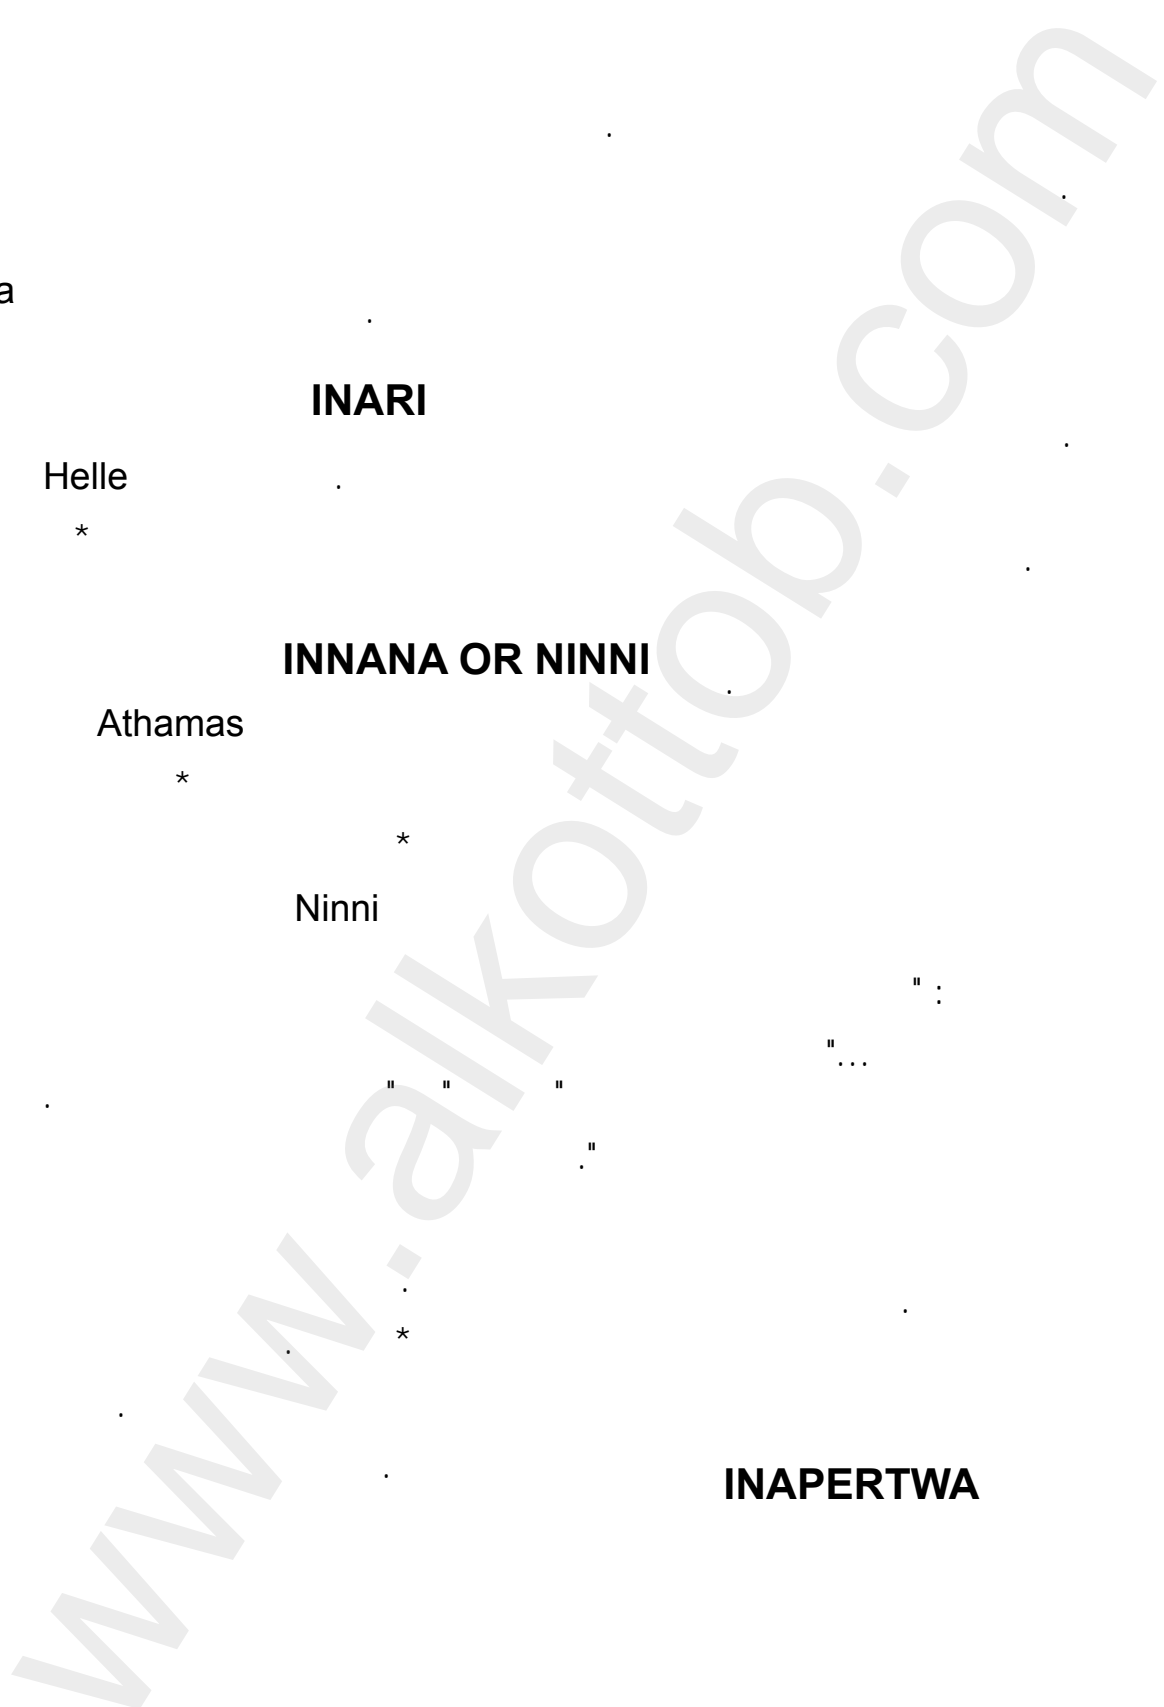 .
.
a
.
INARI
.
Helle .
*
.
INNANA OR NINNI
.
Athamas
*
*
Ninni
" :
"...
" " "
.
."
.
.
*
.
.
.
INAPERTWA
www.alkottob.com